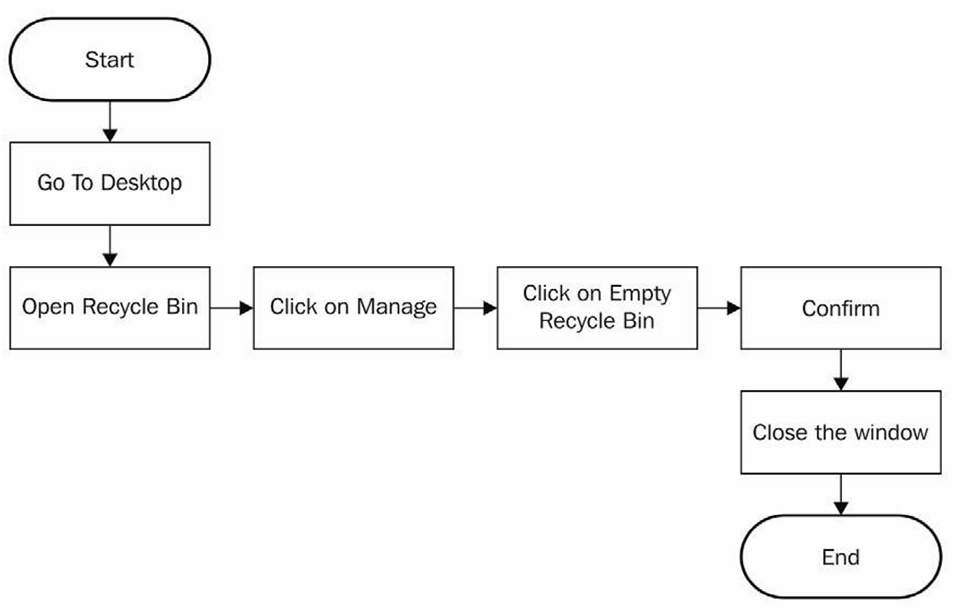 Start
Go To Desktop
Open Recycle Bin
Click on Manage
Click on Empty
Recycle Bin
Confirm
Close the window
End